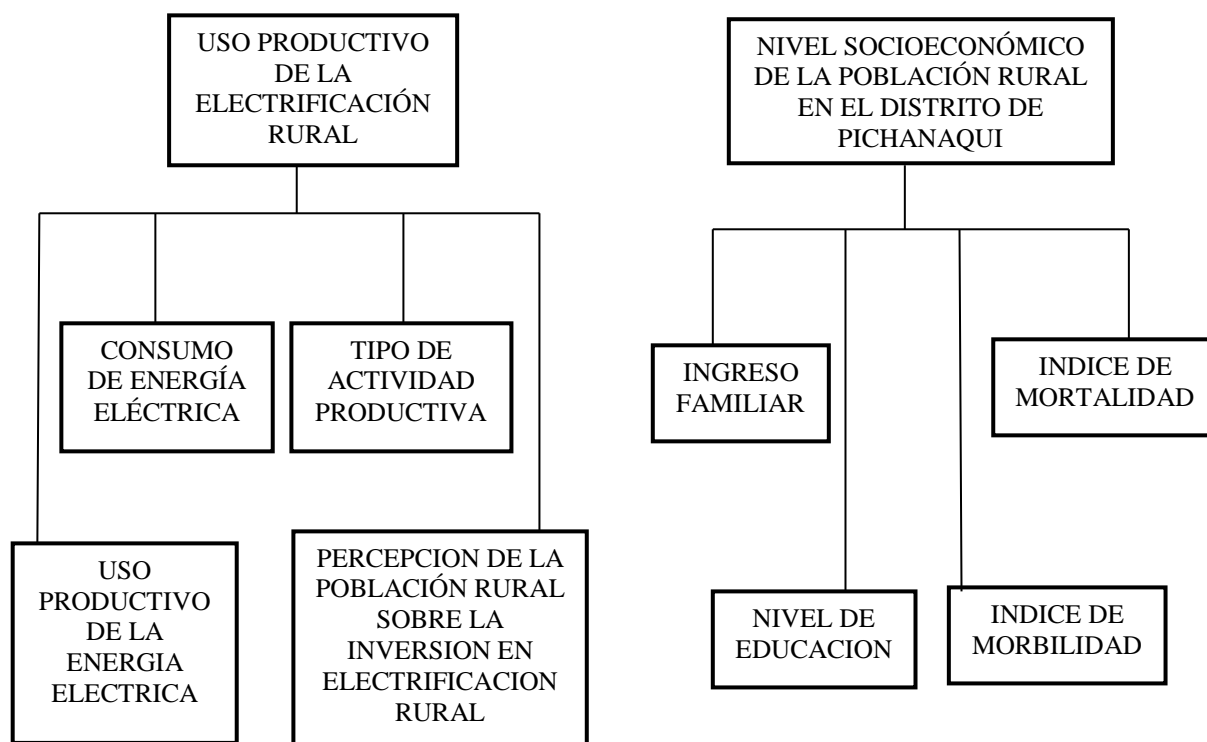 USO PRODUCTIVO
DE LA
ELECTRIFICACIÓN
RURAL
NIVEL SOCIOECONÓMICO
DE LA POBLACIÓN RURAL
EN EL DISTRITO DE
PICHANAQUI
CONSUMO
DE ENERGÍA
ELÉCTRICA
TIPO DE
ACTIVIDAD
PRODUCTIVA
INGRESO
FAMILIAR
INDICE DE
MORTALIDAD
USO
PRODUCTIVO
DE LA
ENERGIA
ELECTRICA
PERCEPCION DE LA
POBLACIÓN RURAL
SOBRE LA
INVERSION EN
ELECTRIFICACION
RURAL
NIVEL DE
EDUCACION
INDICE DE
MORBILIDAD